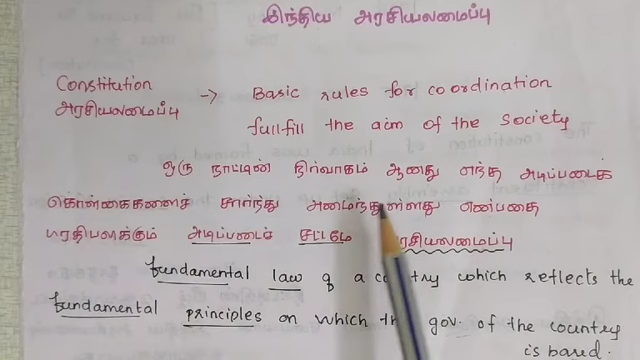 இந்திய அரசியலமைப்பு
Constitution → Basic rules for coordination
அரசியலமைப்பு fullfill the aim of the society
ஒரு நாட்டின் நிர்வாகம் ஆனது எந்த அடிப்படைக்
கொள்கைகளைச் சார்ந்து அமைந்துள்ளது என்பதை
பிரதிபலிக்கும் அடிப்படைச் சட்டமே அரசியலமைப்பு
fundamental law of a country which reflects the
fundamental principles on which the gov. of the country
is based.